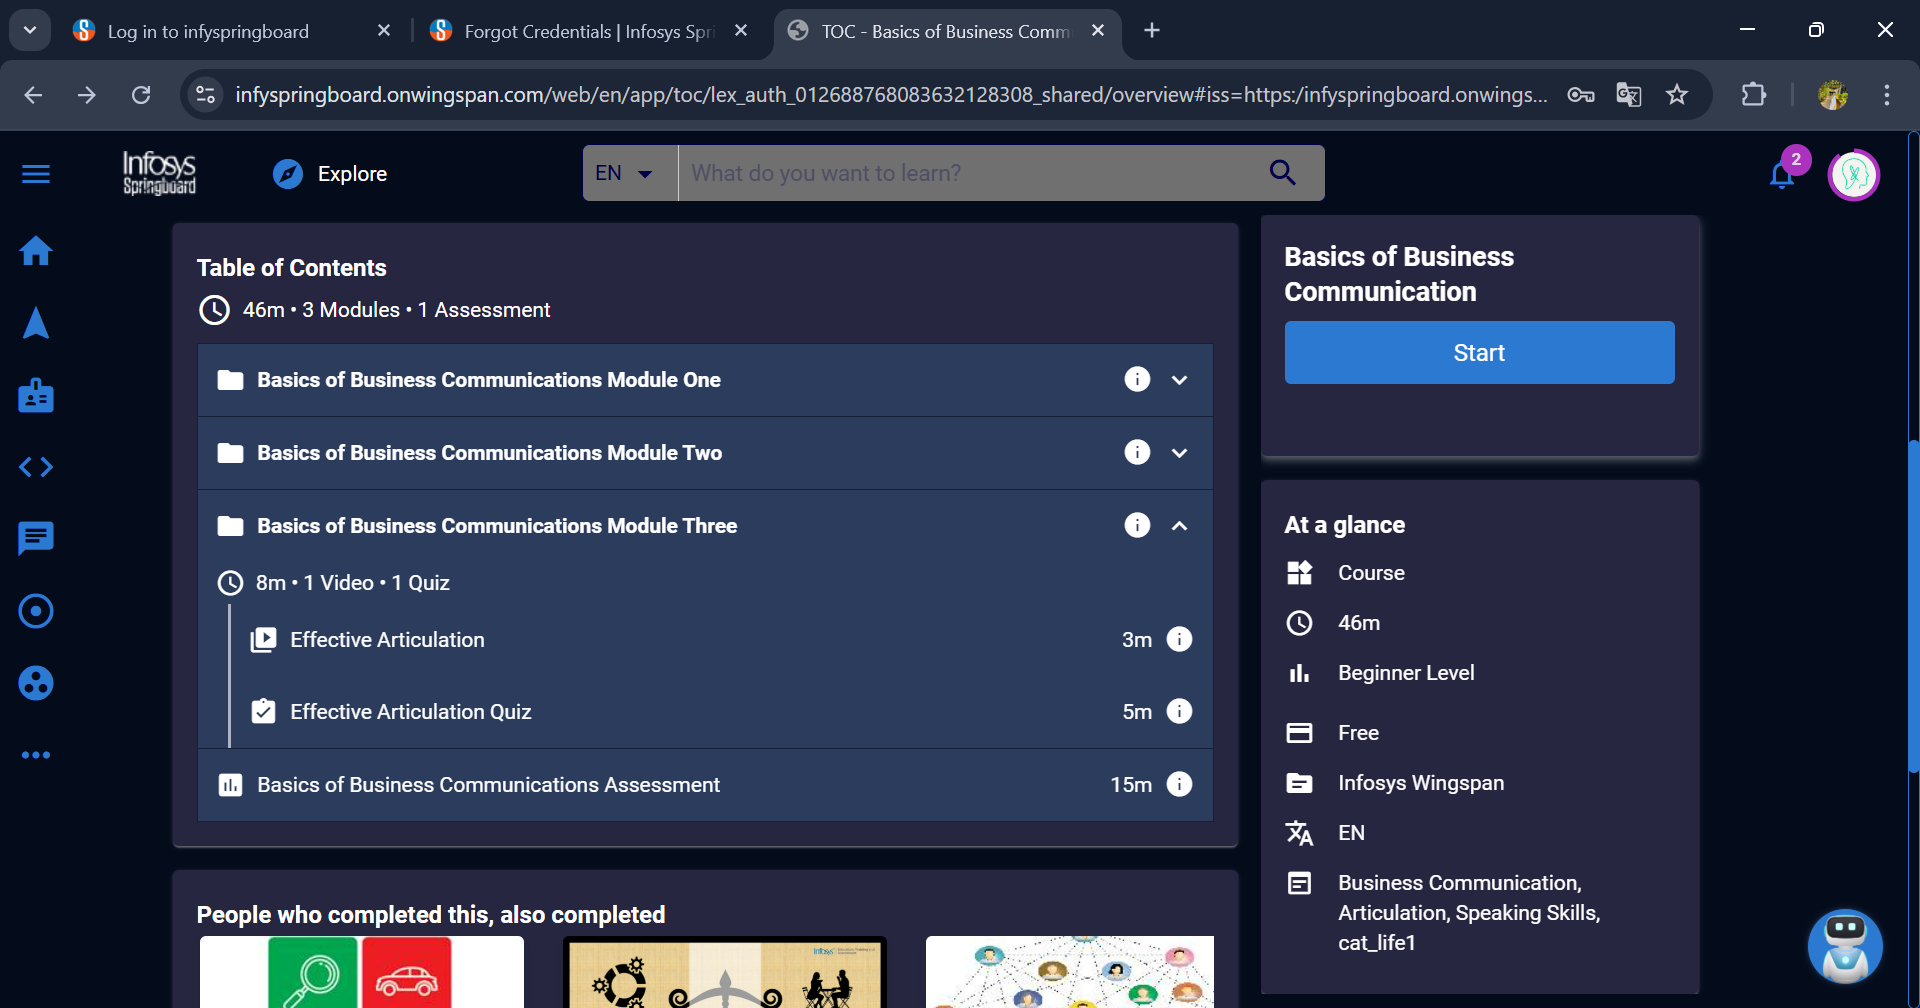 Log in to infyspringboard
Forgot Credentials | Infosys Spri
TOC - Basics of Business Comm
infyspringboard.onwingspan.com/web/en/app/toc/lex_auth_012688768083632128308_shared/overview#iss=https:/infyspringboard.onwings...
Infosys
Springboard
Explore
EN
What do you want to learn?
2
Table of Contents
46m • 3 Modules • 1 Assessment
Basics of Business Communications Module One
Basics of Business Communications Module Two
Basics of Business Communications Module Three
8m • 1 Video • 1 Quiz
Effective Articulation
3m
Effective Articulation Quiz
5m
Basics of Business Communications Assessment
15m
People who completed this, also completed
Infosys
Basics of Business
Communication
Start
At a glance
Course
46m
Beginner Level
Free
Infosys Wingspan
EN
Business Communication,
Articulation, Speaking Skills,
cat_life1